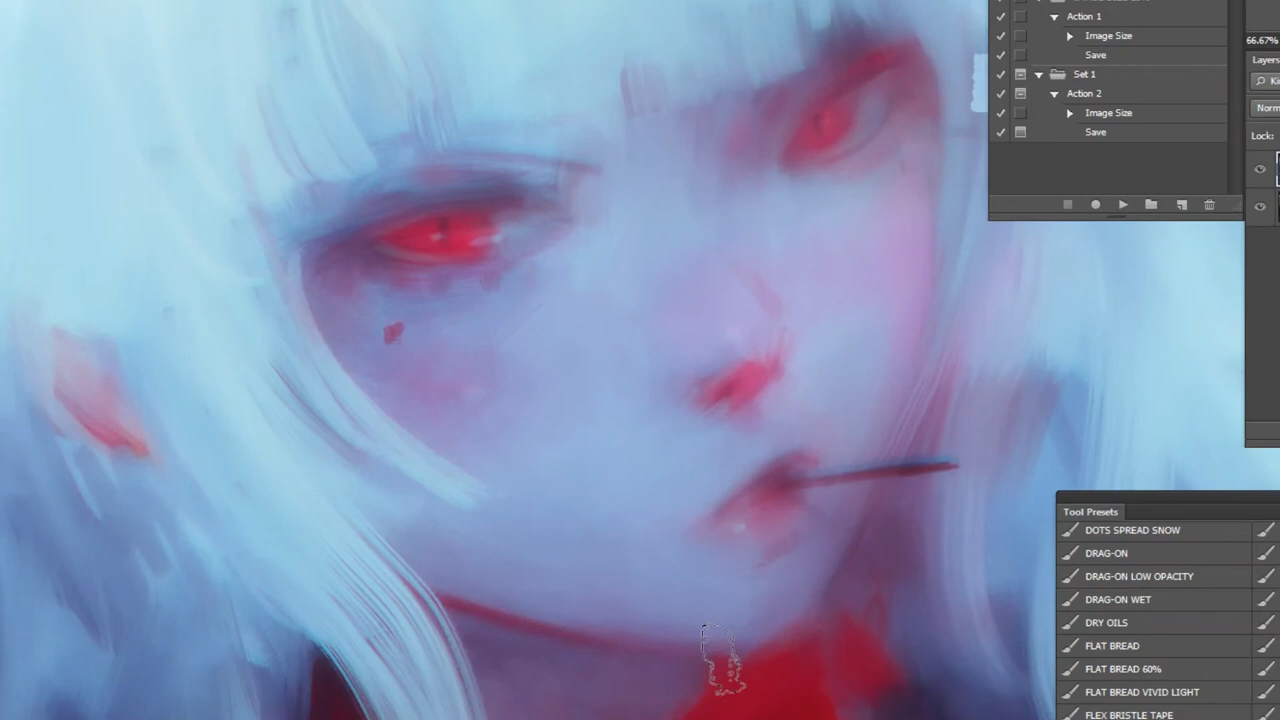 Action 1
Image Size
Save
Set 1
Action 2
Image Size
Save
66.67%
Layers
Lock:
Tool Presets
DOTS SPREAD SNOW
DRAG-ON
DRAG-ON LOW OPACITY
DRAG-ON WET
DRY OILS
FLAT BREAD
FLAT BREAD 60%
FLAT BREAD VIVID LIGHT
FLEX BRISTLE TAPE